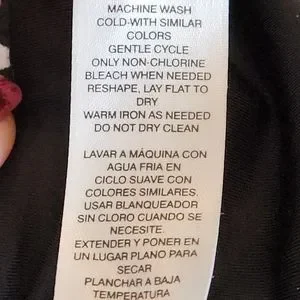 MACHINE WASH
COLD-WITH SIMILAR
COLORS
GENTLE CYCLE
ONLY NON-CHLORINE
BLEACH WHEN NEEDED
RESHAPE, LAY FLAT TO
DRY
WARM IRON AS NEEDED
DO NOT DRY CLEAN
LAVAR A MÁQUINA CON
AGUA FRIA EN
CICLO SUAVE CON
COLORES SIMILARES.
USAR BLANQUEADOR
SIN CLORO CUANDO SE
NECESITE.
EXTENDER Y PONER EN
UN LUGAR PLANO PARA
SECAR
PLANCHAR A BAJA
TEMPERATURA